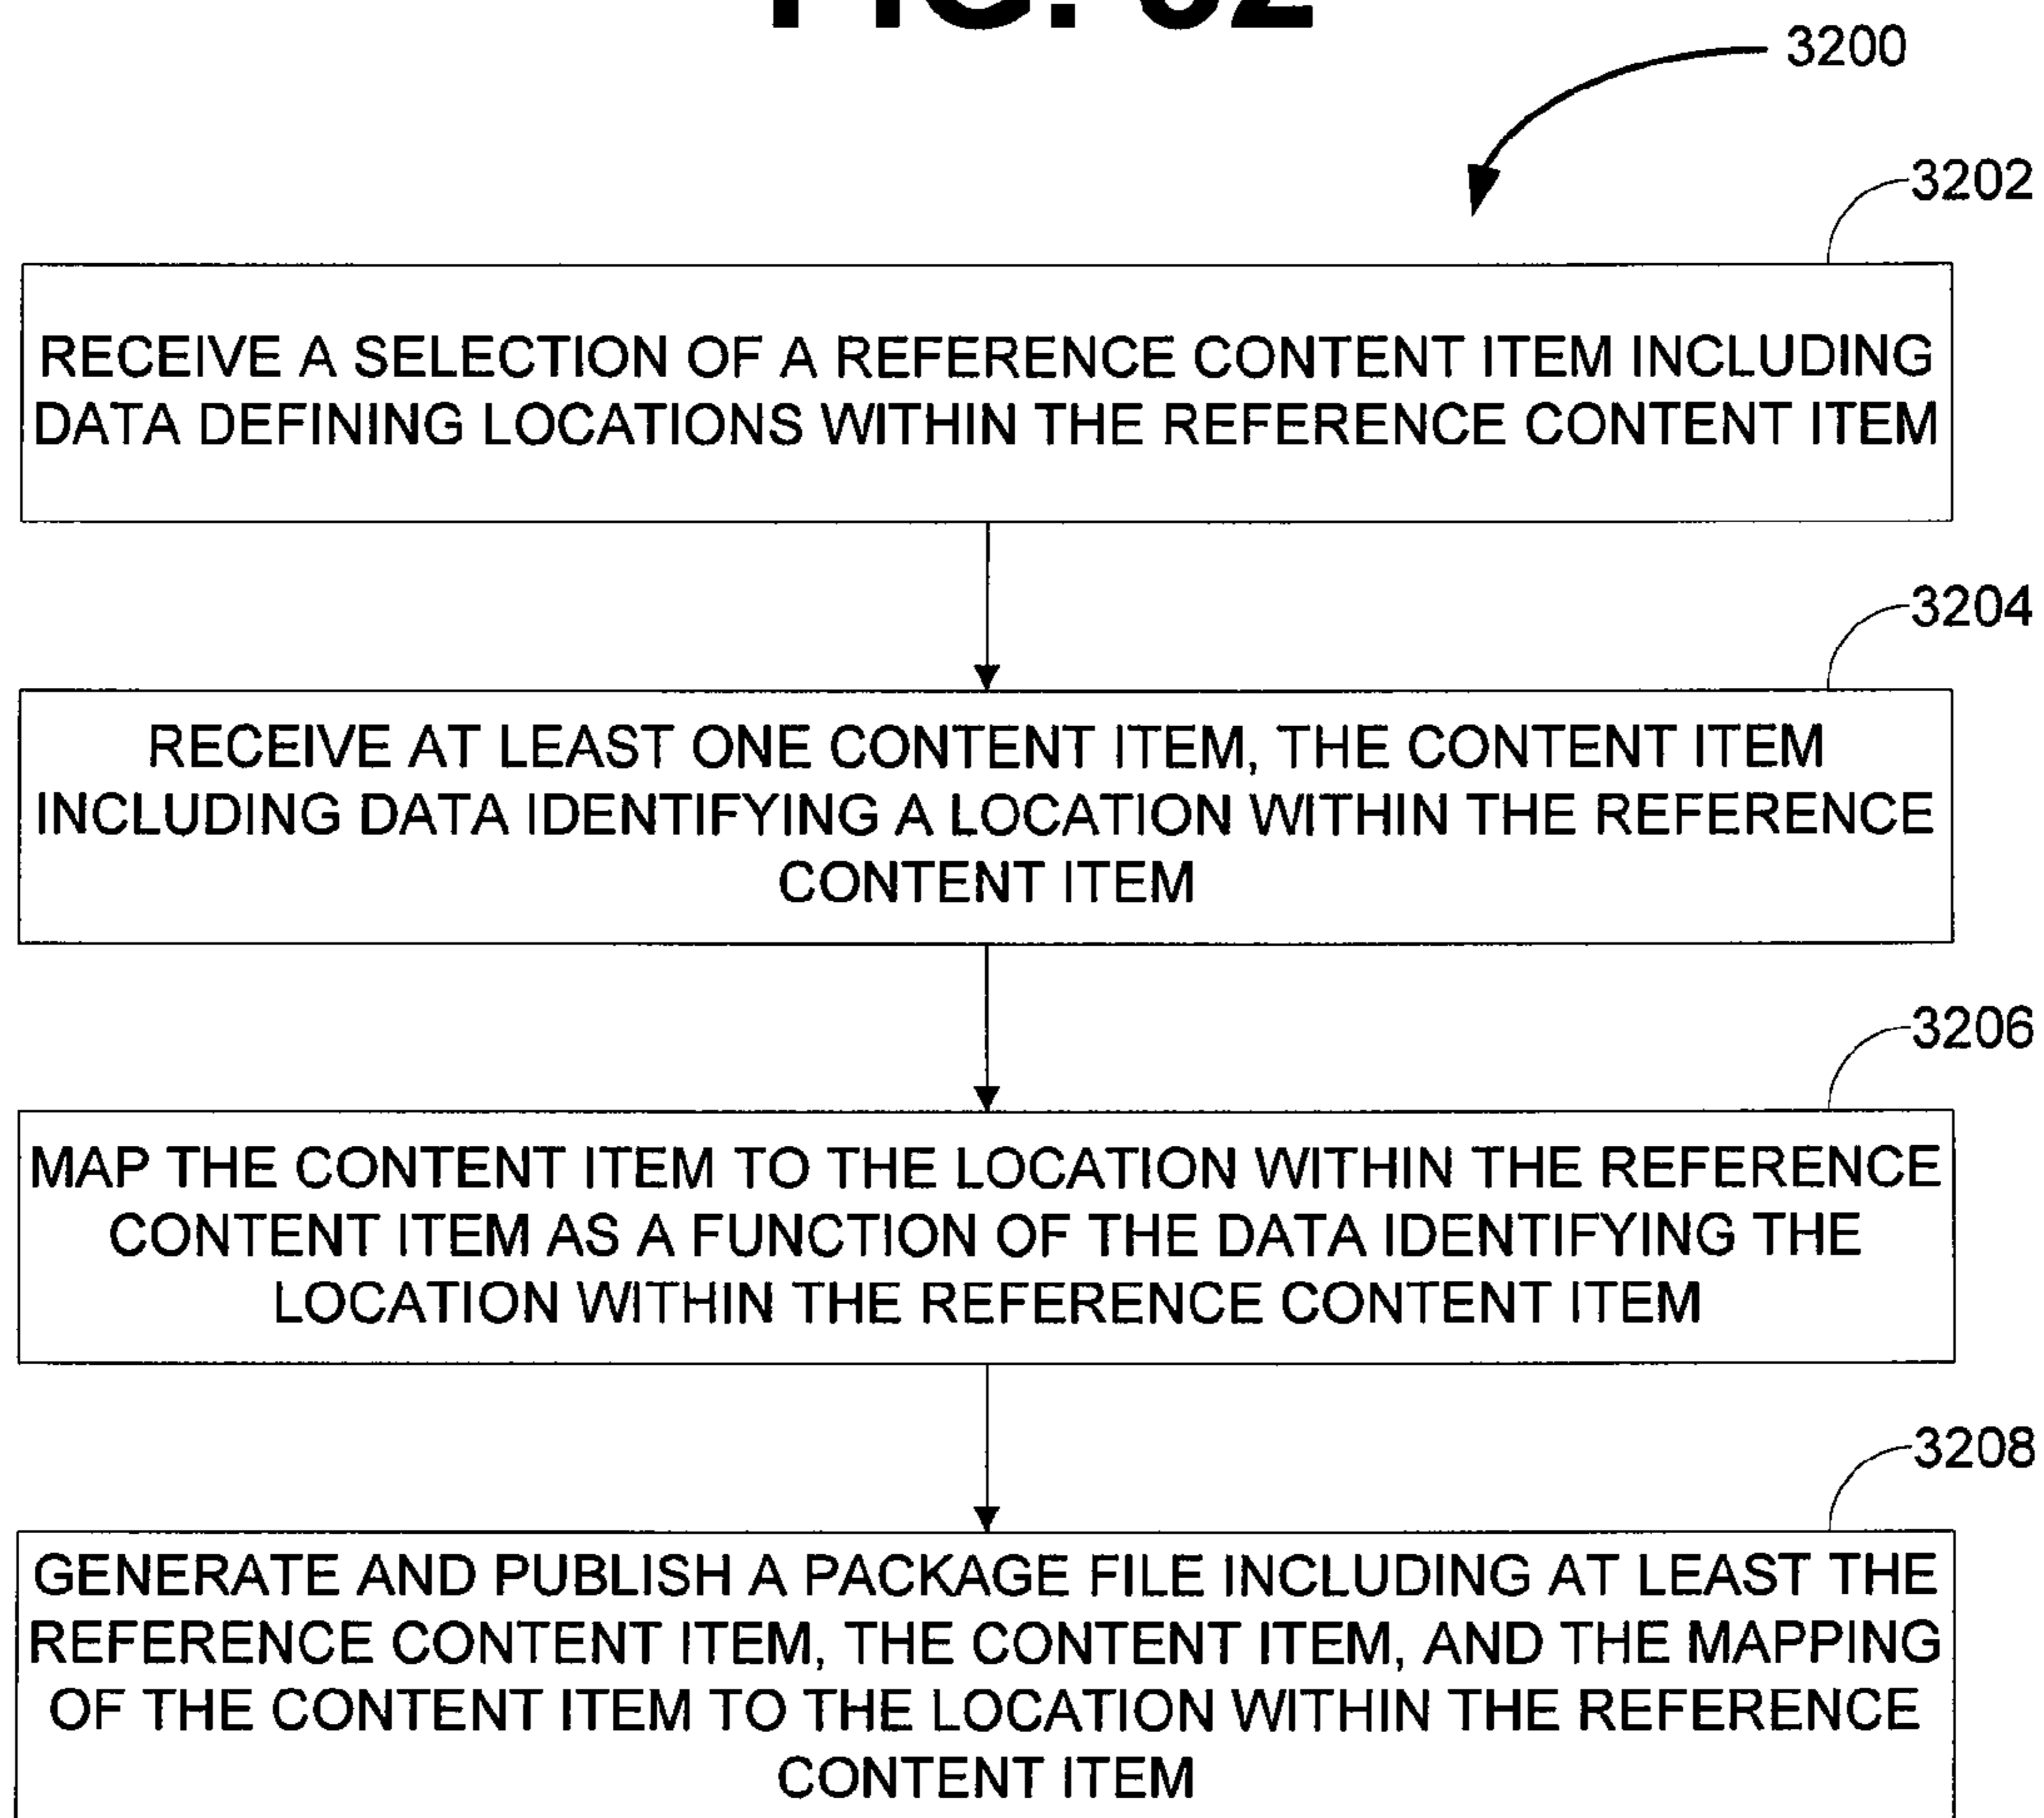 FIG. 32
3200
3202
RECEIVE A SELECTION OF A REFERENCE CONTENT ITEM INCLUDING
DATA DEFINING LOCATIONS WITHIN THE REFERENCE CONTENT ITEM
3204
RECEIVE AT LEAST ONE CONTENT ITEM, THE CONTENT ITEM
INCLUDING DATA IDENTIFYING A LOCATION WITHIN THE REFERENCE
CONTENT ITEM
3206
MAP THE CONTENT ITEM TO THE LOCATION WITHIN THE REFERENCE
CONTENT ITEM AS A FUNCTION OF THE DATA IDENTIFYING THE
LOCATION WITHIN THE REFERENCE CONTENT ITEM
3208
GENERATE AND PUBLISH A PACKAGE FILE INCLUDING AT LEAST THE
REFERENCE CONTENT ITEM, THE CONTENT ITEM, AND THE MAPPING
OF THE CONTENT ITEM TO THE LOCATION WITHIN THE REFERENCE
CONTENT ITEM